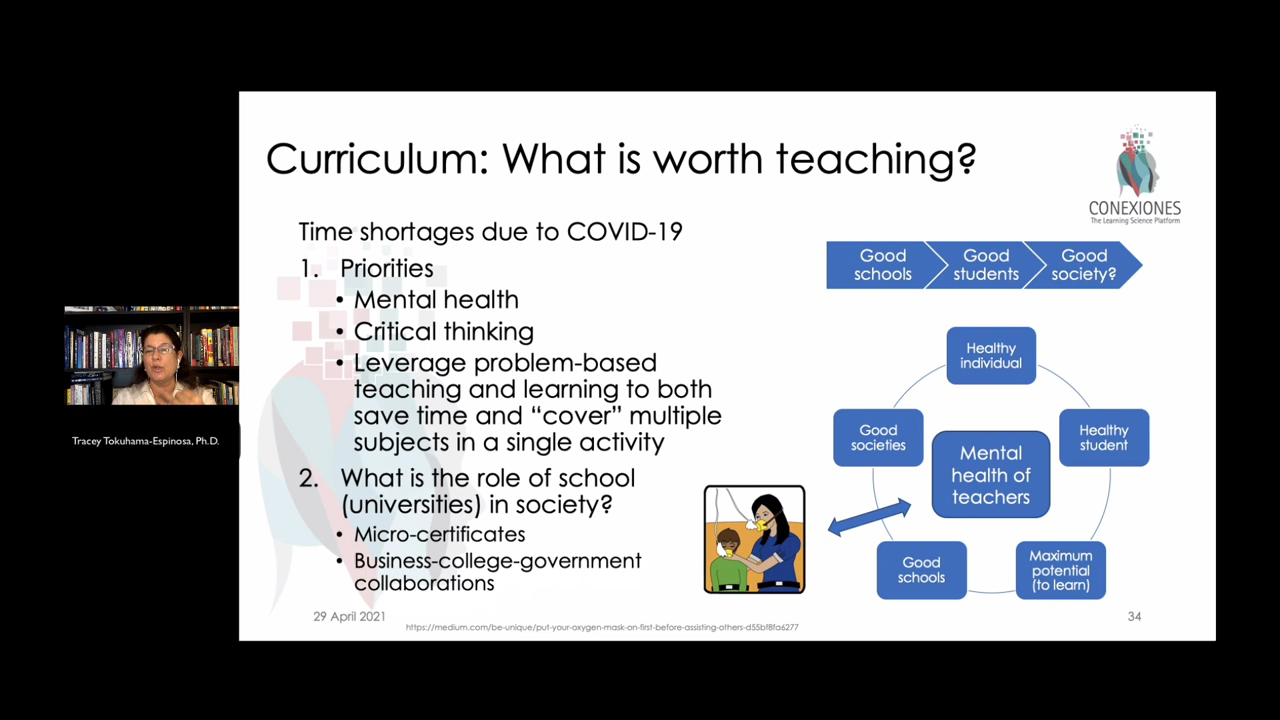 Curriculum: What is worth teaching?
CONEXIONES
The Learning Science Platform
Time shortages due to COVID-19
1. Priorities
• Mental health
• Critical thinking
• Leverage problem-based
teaching and learning to both
save time and “cover” multiple
subjects in a single activity
2. What is the role of school
(universities) in society?
• Micro-certificates
• Business-college-government
collaborations
Good
schools
Good
students
Good
society?
Healthy
individual
Healthy
student
Maximum
potential
(to learn)
Good
schools
Good
societies
Mental
health of
teachers
Tracey Tokuhama-Espinosa, Ph.D.
29 April 2021
https://medium.com/be-unique/put-your-oxygen-mask-on-first-before-assisting-others-d55bf8fa6277
34